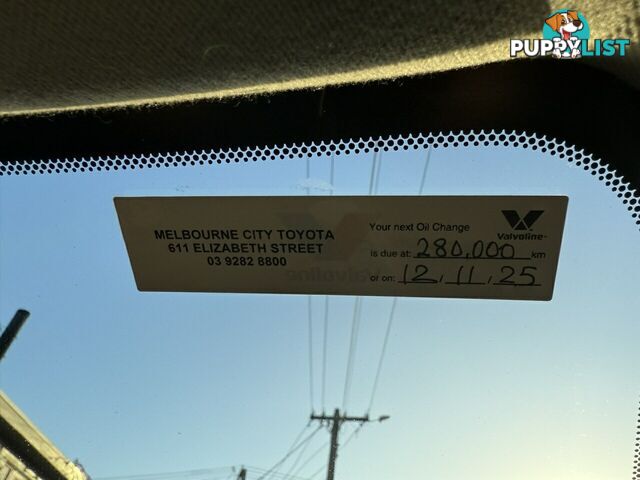 PUPPYLIST
MELBOURNE CITY TOYOTA
611 ELIZABETH STREET
03 9282 8800
Valvoline
Your next Oil Change
is due at: 280,000 km
or on: 12, 11, 25